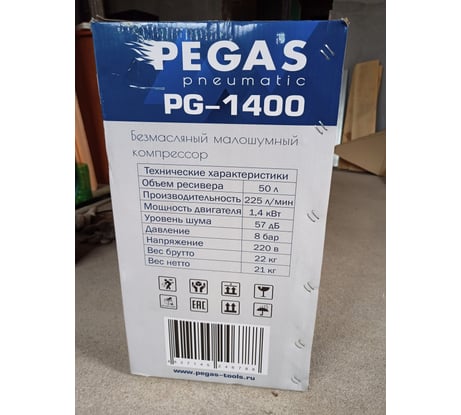 PEGAS
pneumatic
PG-1400
Безмасляный малошумный
компрессор
Технические характеристики
Объем ресивера 50 л
Производительность 225 л/мин
Мощность двигателя 1,4 кВт
Уровень шума 57 дБ
Давление 8 бар
Напряжение 220 в
Вес брутто 22 кг
Вес нетто 21 кг
EAC
www.pegas-tools.ru